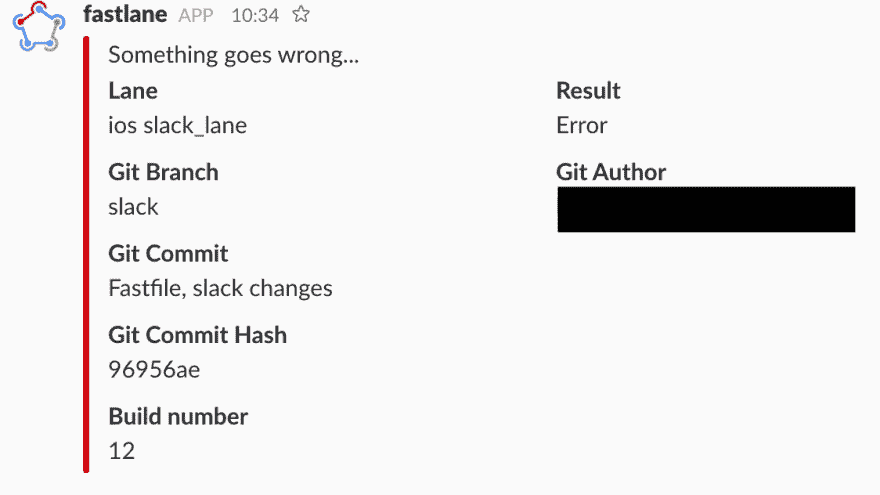 fastlane APP 10:34
Something goes wrong...
Lane
ios slack_lane
Result
Error
Git Branch
slack
Git Author
Git Commit
Fastfile, slack changes
Git Commit Hash
96956ae
Build number
12